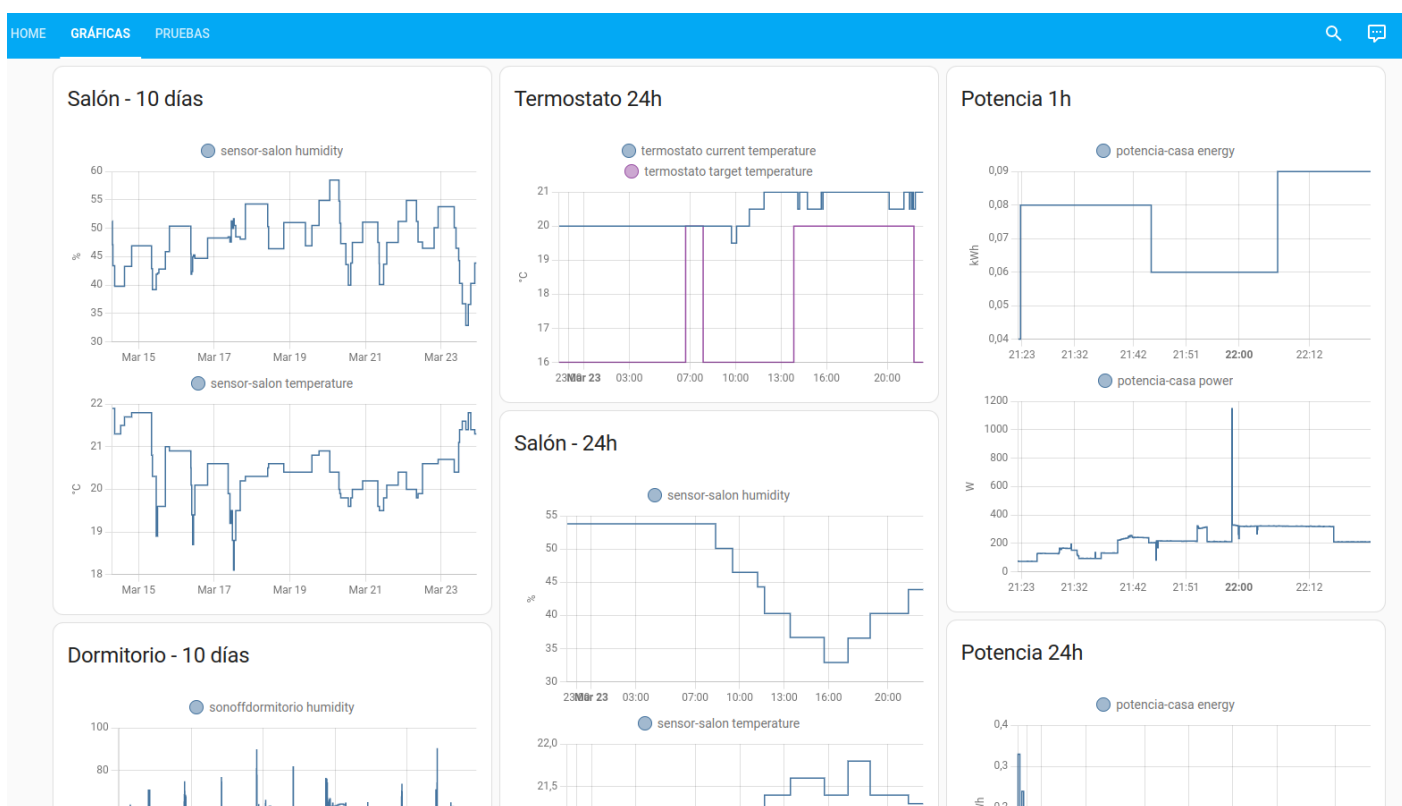 HOME GRÁFICAS PRUEBAS
Salón - 10 días
sensor-salon humidity
60
55
50
45
40
35
30
%
Mar 15 Mar 17 Mar 19 Mar 21 Mar 23
sensor-salon temperature
22
21
20
19
18
°C
Mar 15 Mar 17 Mar 19 Mar 21 Mar 23
Dormitorio - 10 días
sonoffdormitorio humidity
100
80
Termostato 24h
termostato current temperature
termostato target temperature
21
20
19
18
17
16
°C
Mar 23 03:00 07:00 10:00 13:00 16:00 20:00
Salón - 24h
sensor-salon humidity
55
50
45
40
35
30
%
Mar 23 03:00 07:00 10:00 13:00 16:00 20:00
sensor-salon temperature
22,0
21,5
Potencia 1h
potencia-casa energy
0,09
0,08
0,07
0,06
0,05
0,04
kWh
21:23 21:32 21:42 21:51 22:00 22:12
potencia-casa power
1200
1000
800
600
400
200
0
W
21:23 21:32 21:42 21:51 22:00 22:12
Potencia 24h
potencia-casa energy
0,4
0,3